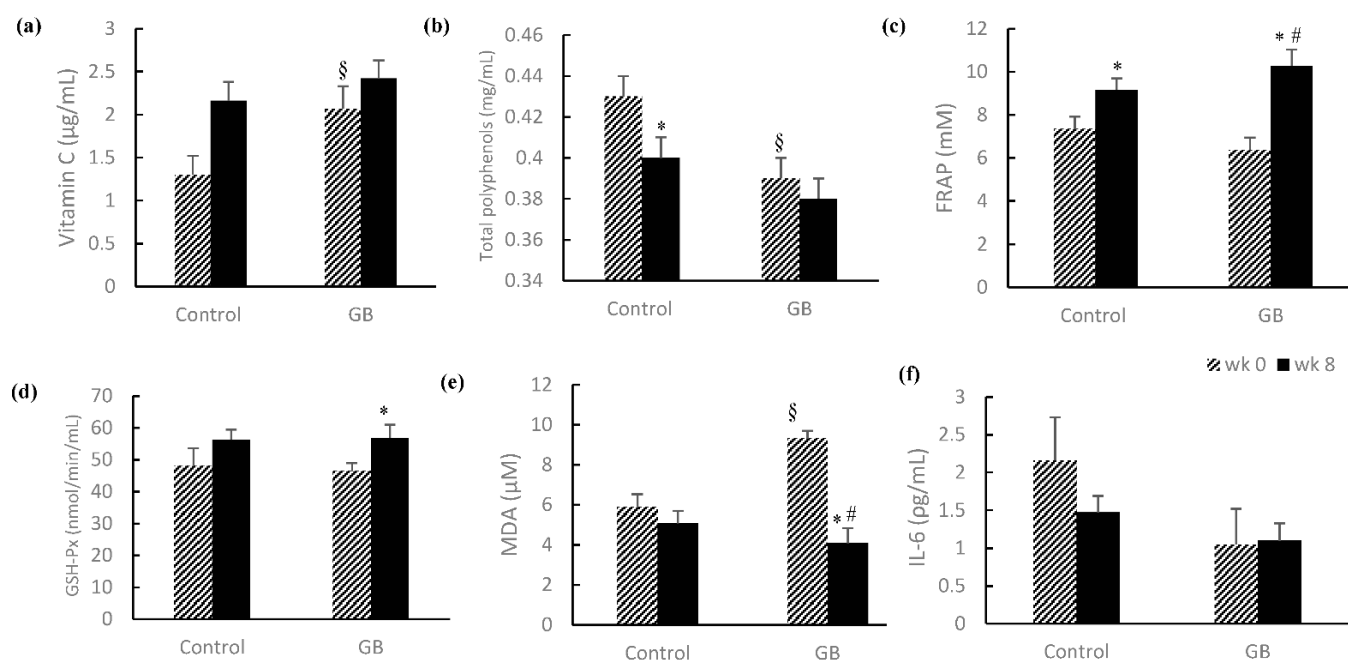 (a)
Vitamin C (µg/mL)
3
2.5
2
1.5
1
0.5
0
§
Control
GB
(b)
Total polyphenols (mg/mL)
0.46
0.44
0.42
0.4
0.38
0.36
0.34
*
§
Control
GB
(c)
FRAP (mM)
12
10
8
6
4
2
0
*
* #
Control
GB
(d)
GSH-Px (nmol/min/mL)
70
60
50
40
30
20
10
0
*
Control
GB
(e)
MDA (µM)
12
10
8
6
4
2
0
§
* #
Control
GB
wk 0 wk 8
(f)
IL-6 (ρg/mL)
3
2.5
2
1.5
1
0.5
0
Control
GB